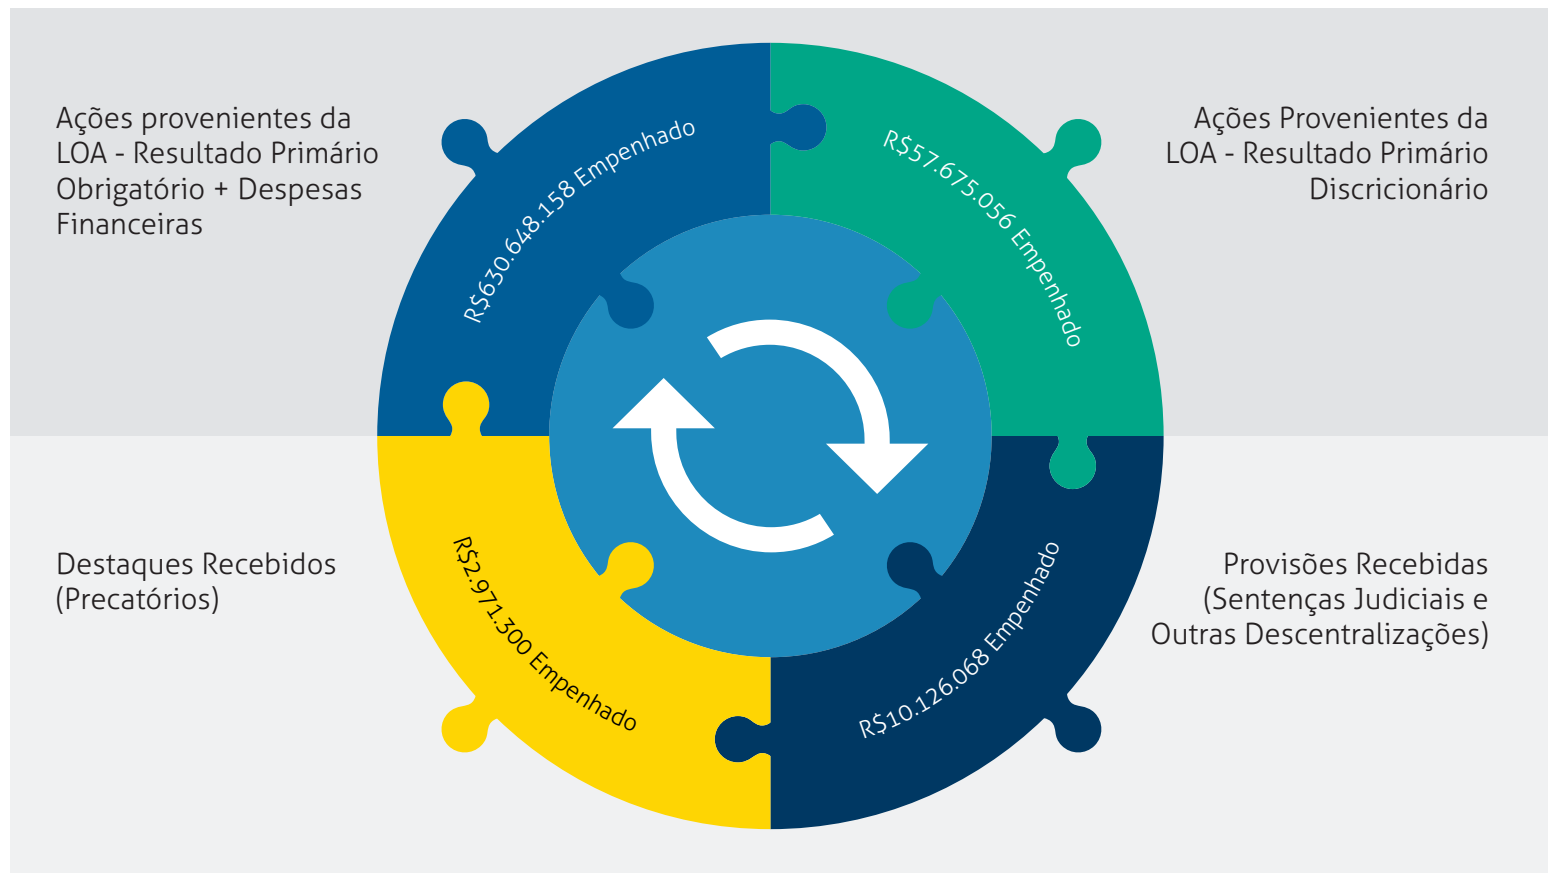 Ações provenientes da
LOA - Resultado Primário
Obrigatório + Despesas
Financeiras
R$630.648.158 Empenhado
R$57.675.056 Empenhado
Ações Provenientes da
LOA - Resultado Primário
Discricionário
Destaques Recebidos
(Precatórios)
R$2.971.300 Empenhado
R$10.126.068 Empenhado
Provisões Recebidas
(Sentenças Judiciais e
Outras Descentralizações)